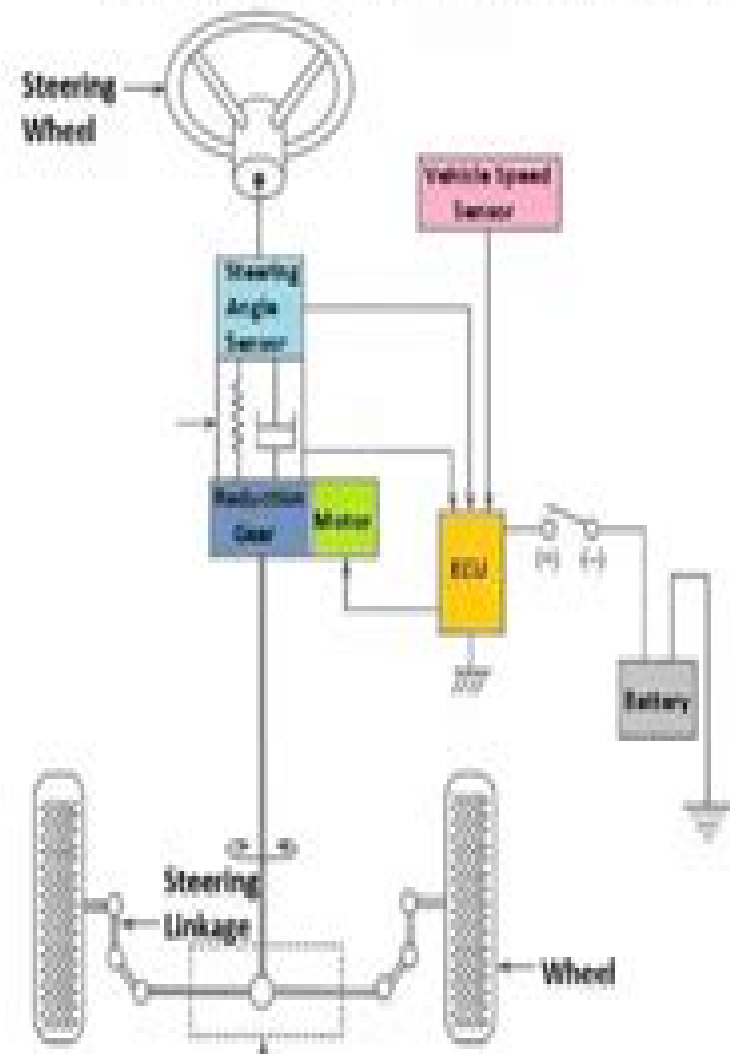 Steering
Wheel
Vehicle Speed
Sensor
Steering
Angle
Sensor
Reduction
Gear
Motor
ECU
(+) (-)
Battery
Steering
Linkage
Wheel